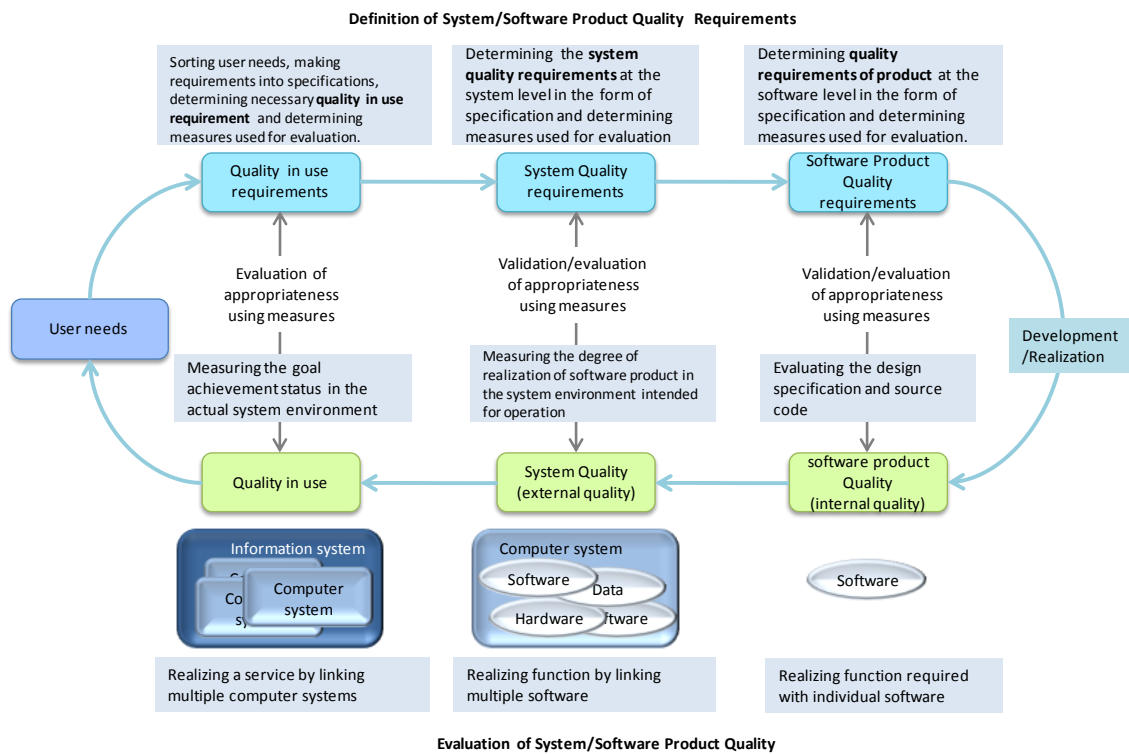 Definition of System/Software Product Quality Requirements
Sorting user needs, making
requirements into specifications,
determining necessary quality in use
requirement and determining
measures used for evaluation.
Determining the system
quality requirements at the
system level in the form of
specification and determining
measures used for evaluation
Determining quality
requirements of product at the
software level in the form of
specification and determining
measures used for evaluation.
Quality in use
requirements
System Quality
requirements
Software Product
Quality
requirements
Evaluation of
appropriateness
using measures
Validation/evaluation
of appropriateness
using measures
Validation/evaluation
of appropriateness
using measures
User needs
Development
/Realization
Measuring the goal
achievement status in the
actual system environment
Measuring the degree of
realization of software product in
the system environment intended
for operation
Evaluating the design
specification and source
code
Quality in use
System Quality
(external quality)
software product
Quality
(internal quality)
Information system
Computer
system
Computer system
Software
Data
Hardware
Software
Realizing a service by linking
multiple computer systems
Realizing function by linking
multiple software
Realizing function required
with individual software
Evaluation of System/Software Product Quality